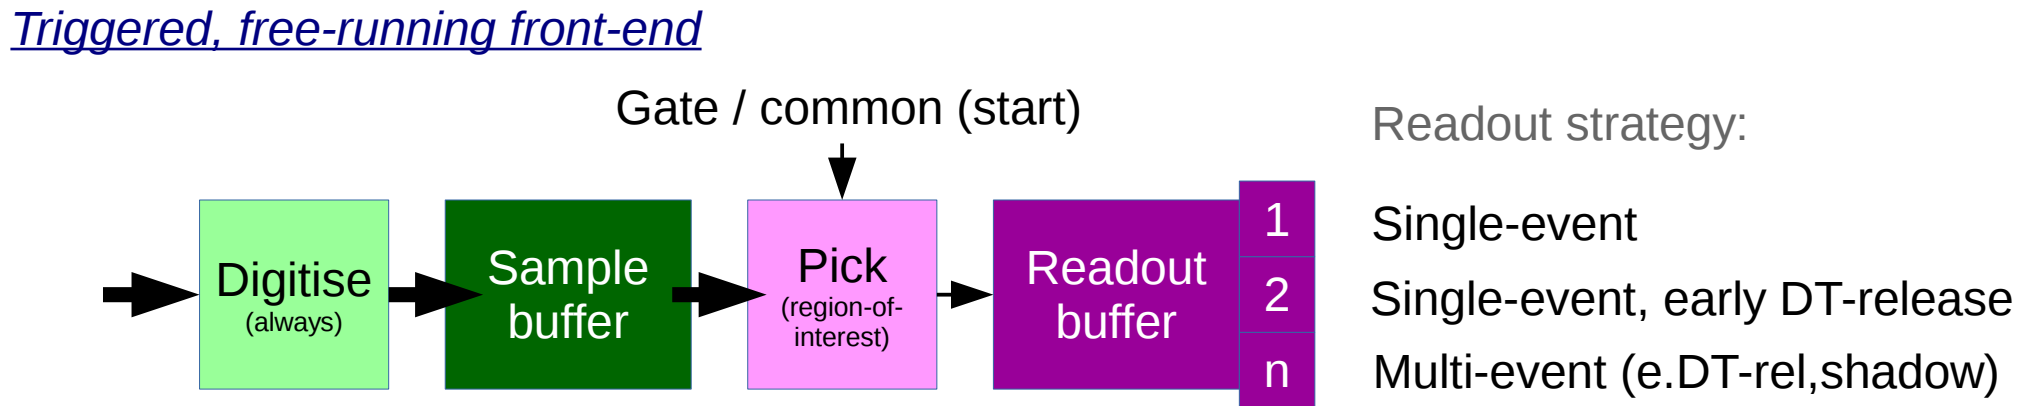 Triggered, free-running front-end
Gate / common (start)
Readout strategy:
Digitise
(always)
Sample
buffer
Pick
(region-of-
interest)
Readout
buffer
1
Single-event
2
Single-event, early DT-release
n
Multi-event (e.DT-rel,shadow)